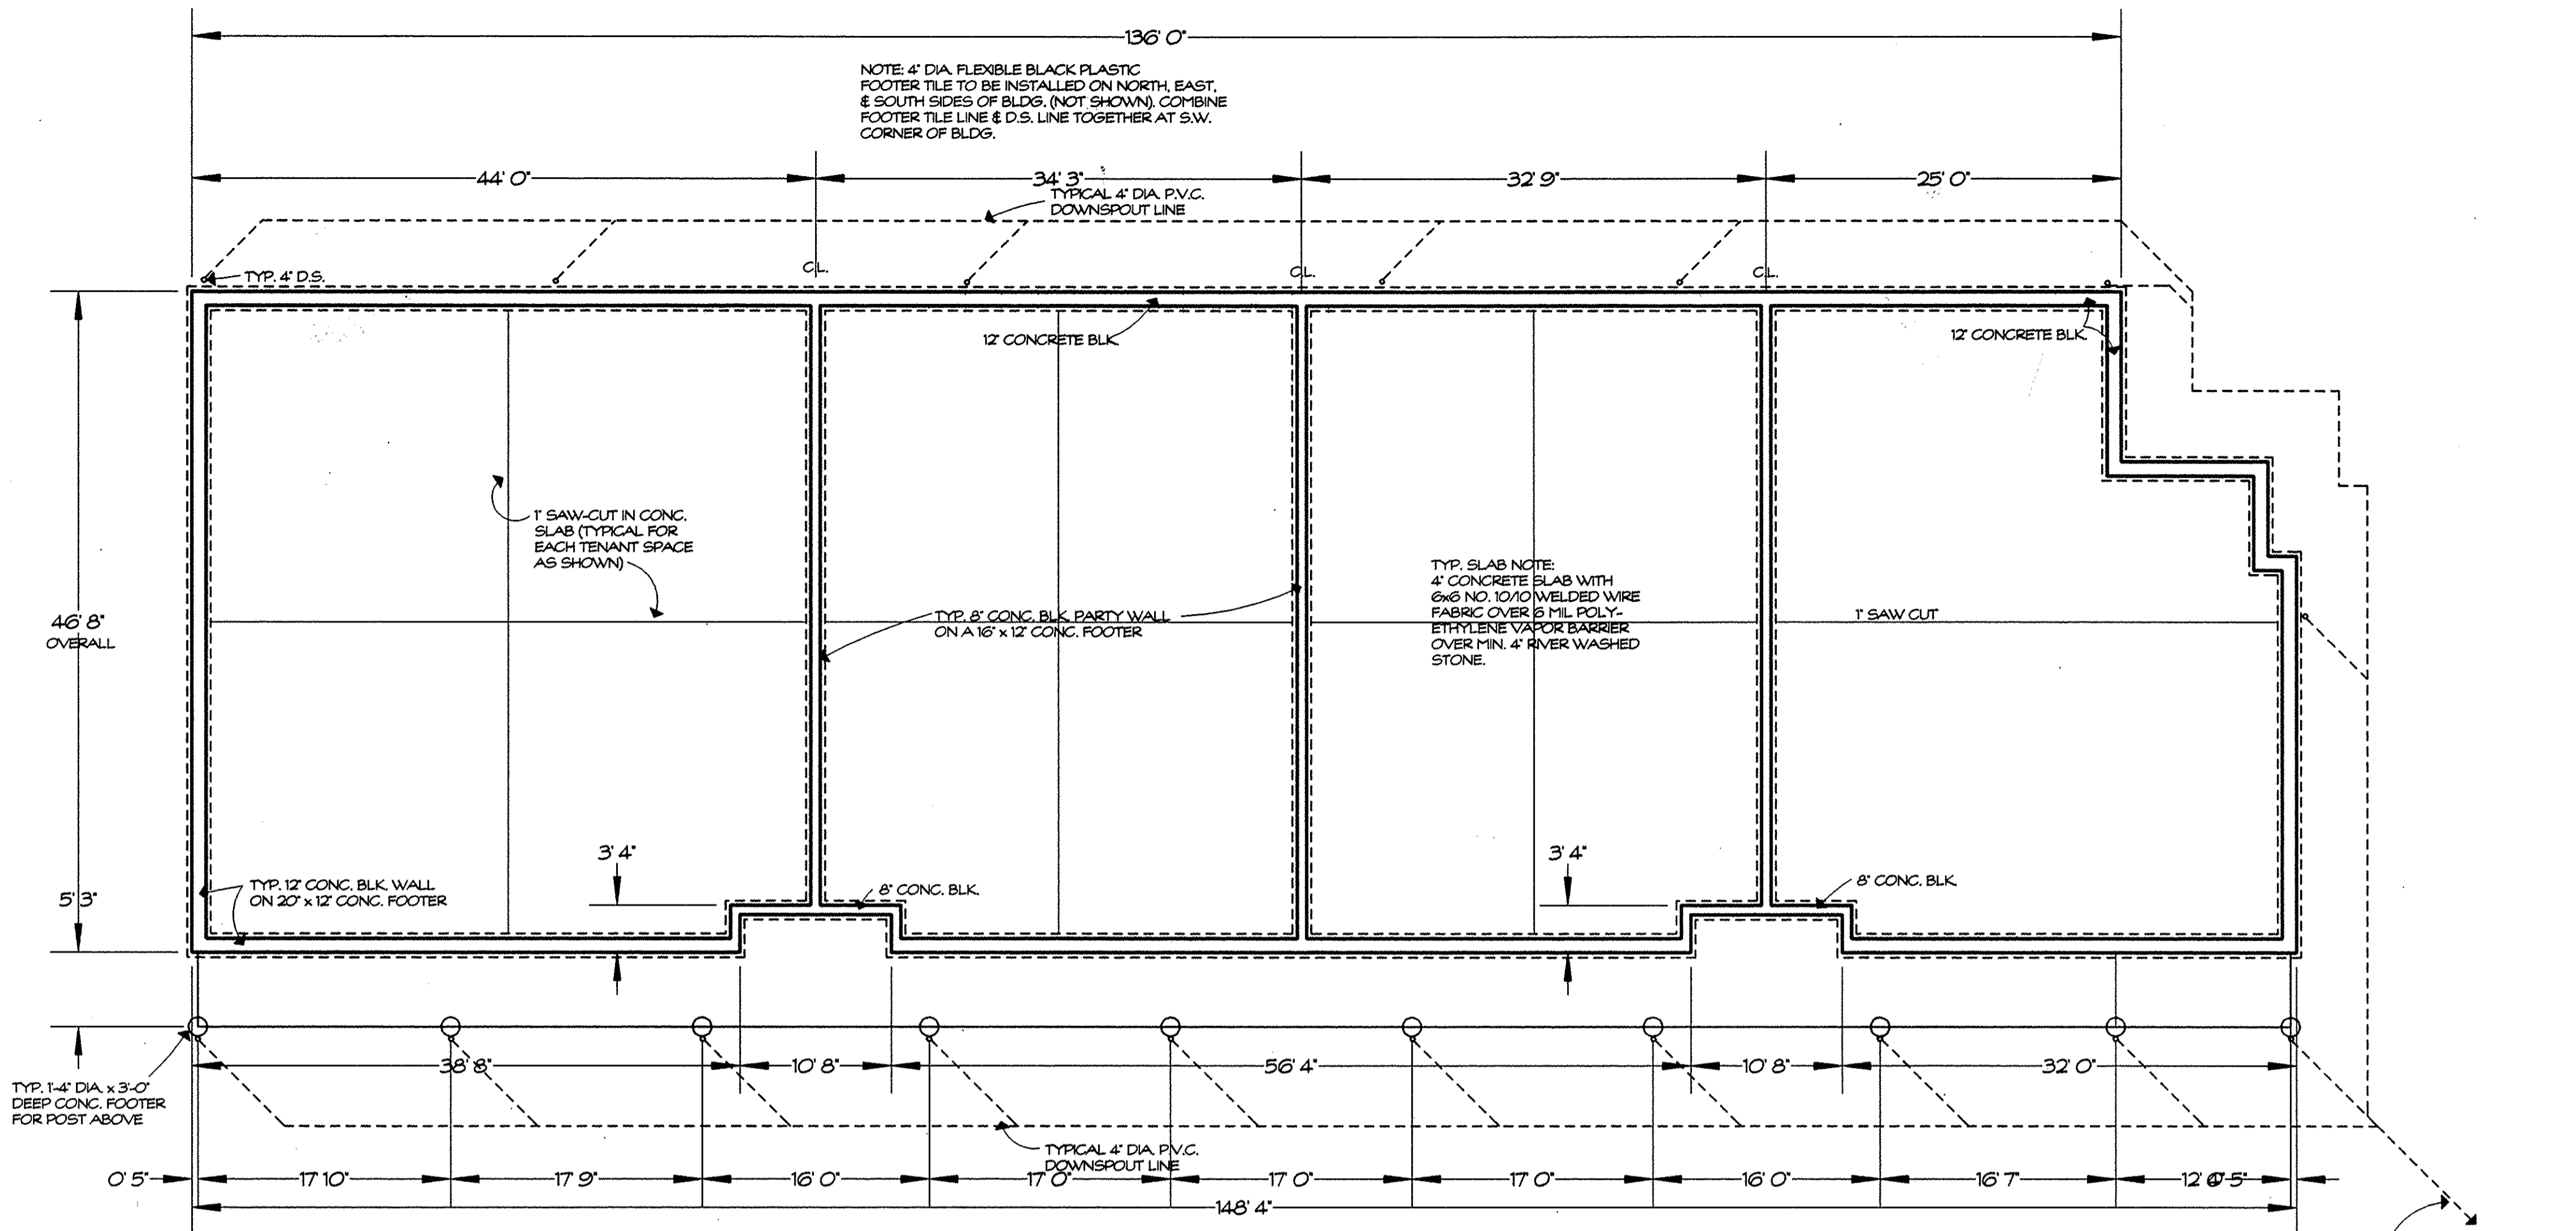 136' 0"
NOTE: 4" DIA. FLEXIBLE BLACK PLASTIC
FOOTER TILE TO BE INSTALLED ON NORTH, EAST,
& SOUTH SIDES OF BLDG. (NOT SHOWN). COMBINE
FOOTER TILE LINE & D.S. LINE TOGETHER AT S.W.
CORNER OF BLDG.
44' 0"
34' 3"
32' 9"
25' 0"
TYPICAL 4" DIA. P.V.C.
DOWNSPOUT LINE
TYP. 4" D.S.
C.L.
C.L.
C.L.
12" CONCRETE BLK.
12" CONCRETE BLK.
1" SAW-CUT IN CONC.
SLAB (TYPICAL FOR
EACH TENANT SPACE
AS SHOWN)
TYP. SLAB NOTE:
4" CONCRETE SLAB WITH
6x6 NO. 10/10 WELDED WIRE
FABRIC OVER 6 MIL POLY-
ETHYLENE VAPOR BARRIER
OVER MIN. 4" RIVER WASHED
STONE.
46' 8"
OVERALL
TYP. 8" CONC. BLK. PARTY WALL
ON A 16" x 12" CONC. FOOTER
1" SAW CUT
3' 4"
3' 4"
5' 3"
TYP. 12" CONC. BLK. WALL
ON 20" x 12" CONC. FOOTER
8" CONC. BLK.
8" CONC. BLK.
38' 8"
10' 8"
56' 4"
10' 8"
32' 0"
TYP. 1'-4" DIA. x 3'-0"
DEEP CONC. FOOTER
FOR POST ABOVE
TYPICAL 4" DIA. P.V.C.
DOWNSPOUT LINE
0' 5"
17' 10"
17' 9"
16' 0"
17' 0"
17' 0"
17' 0"
16' 0"
16' 7"
148' 4"